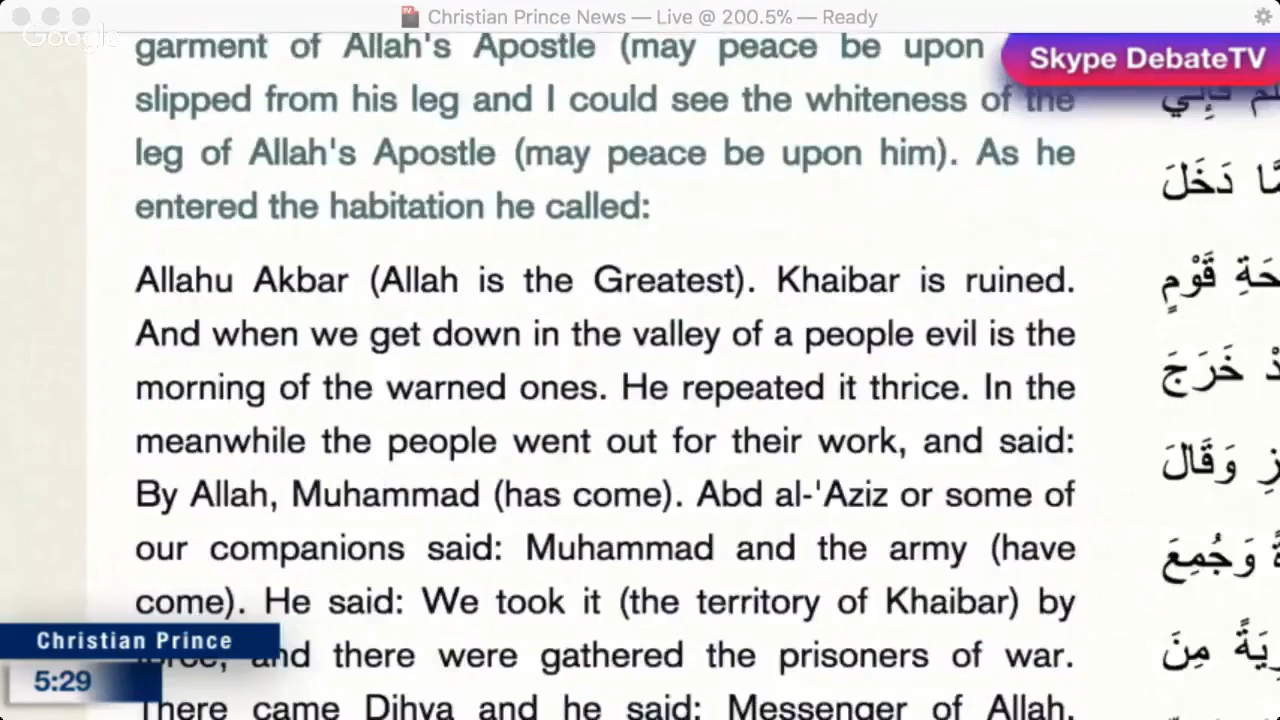 Christian Prince News — Live @ 200.5% — Ready
Google
Skype DebateTV
garment of Allah's Apostle (may peace be upon
slipped from his leg and I could see the whiteness of the
leg of Allah's Apostle (may peace be upon him). As he
entered the habitation he called:
Allahu Akbar (Allah is the Greatest). Khaibar is ruined.
And when we get down in the valley of a people evil is the
morning of the warned ones. He repeated it thrice. In the
meanwhile the people went out for their work, and said:
By Allah, Muhammad (has come). Abd al-'Aziz or some of
our companions said: Muhammad and the army (have
come). He said: We took it (the territory of Khaibar) by
force, and there were gathered the prisoners of war.
There came Dihya and he said: Messenger of Allah,
دَخَلَ
قَوْمٍ
خَرَجَ
وَقَالَ
وَجُمِعَ
مِنَ
Christian Prince
5:29